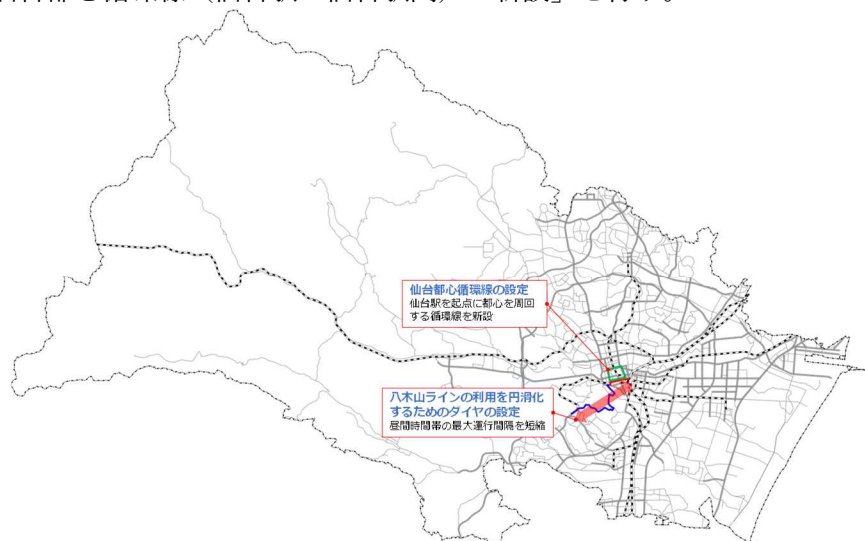 仙台都心循環線の設定
仙台駅を起点に都心を周回
する循環線を新設
八木山ラインの利用を円滑化
するためのダイヤの設定
昼間時間帯の最大運行間隔を短縮